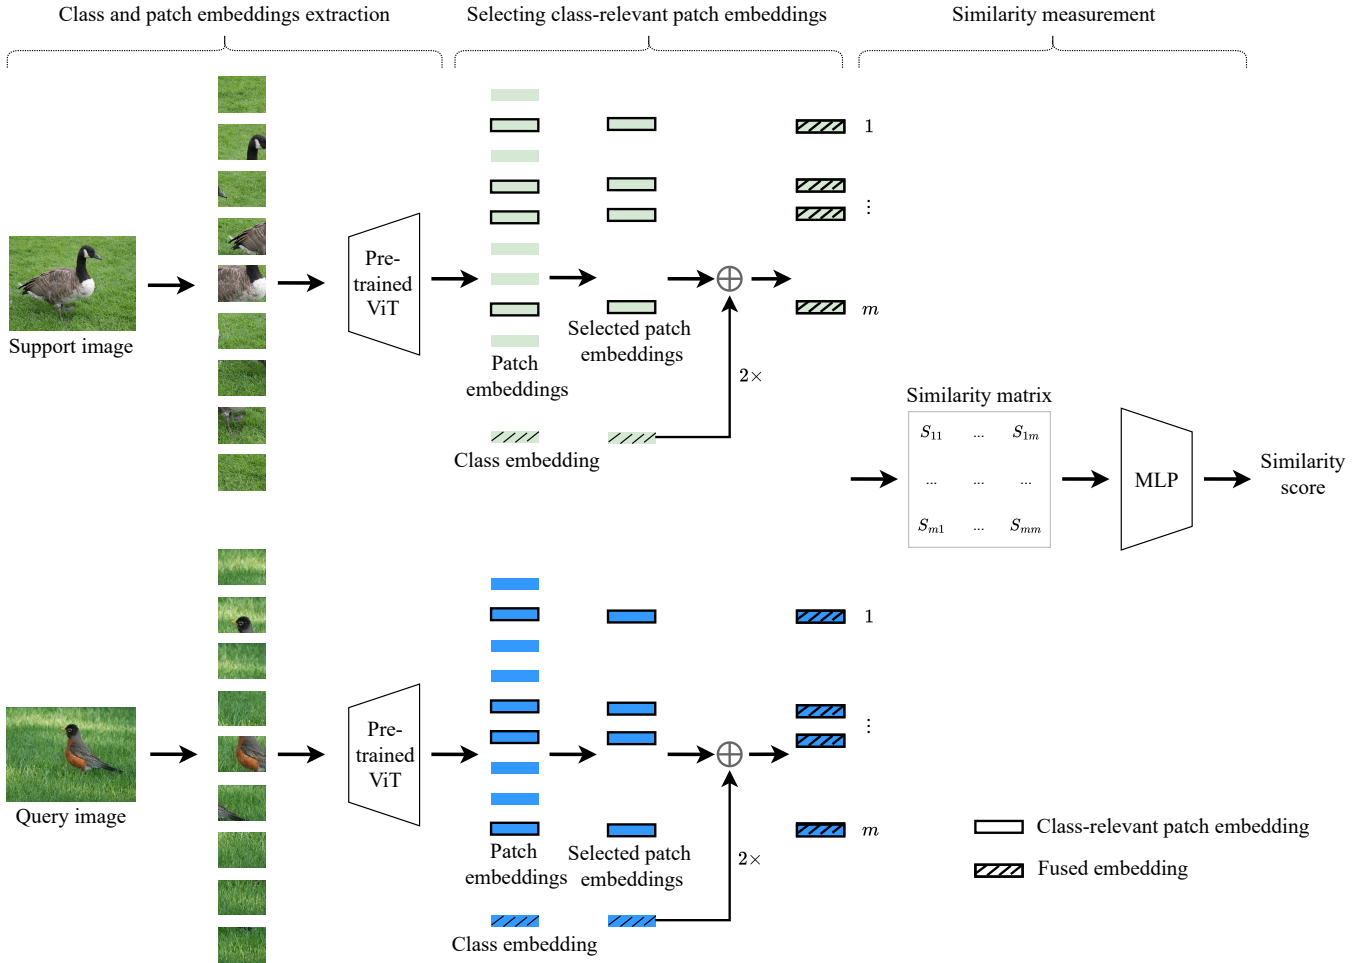 Class and patch embeddings extraction
Selecting class-relevant patch embeddings
Similarity measurement
1
⋮
m
Pre-
trained
ViT
Support image
Selected patch
embeddings
Patch
embeddings
2×
Class embedding
Similarity matrix
S11 ... S1m
... ... ...
Sm1 ... Smm
MLP
Similarity
score
1
⋮
m
Pre-
trained
ViT
Query image
Patch
embeddings
Selected patch
embeddings
2×
Class embedding
Class-relevant patch embedding
Fused embedding